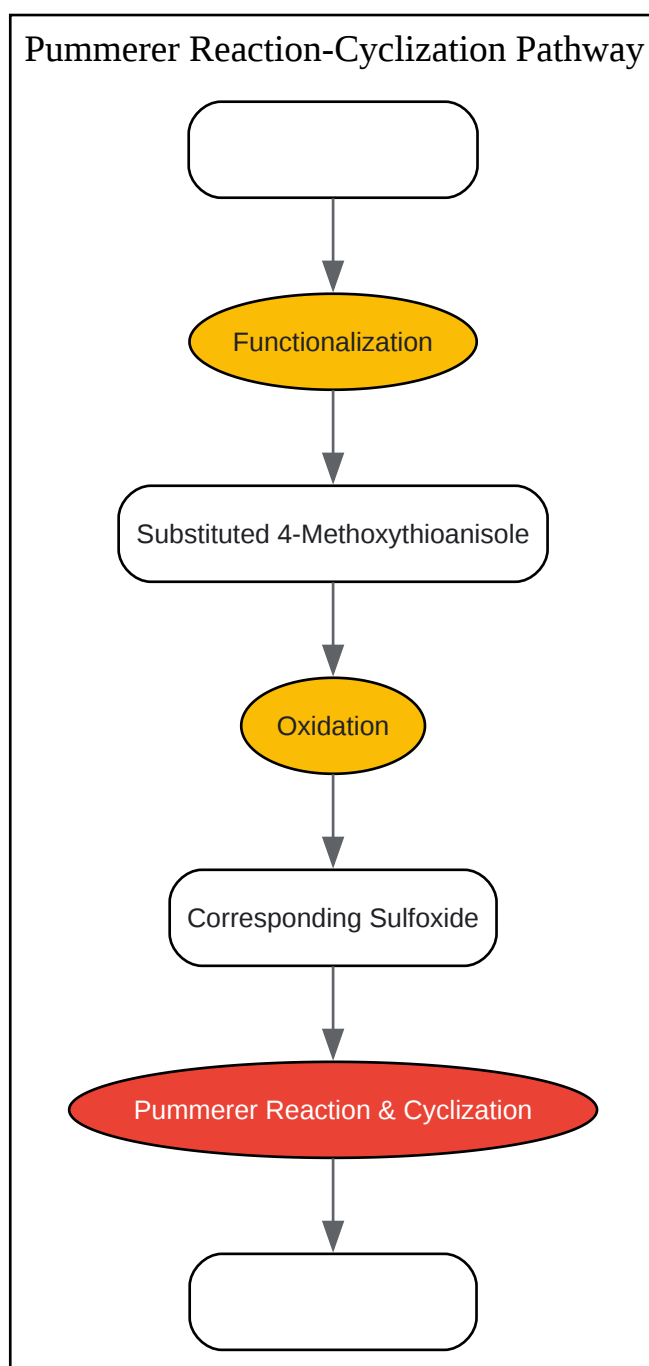 Pummerer Reaction-Cyclization Pathway
Functionalization
Substituted 4-Methoxythioanisole
Oxidation
Corresponding Sulfoxide
Pummerer Reaction & Cyclization